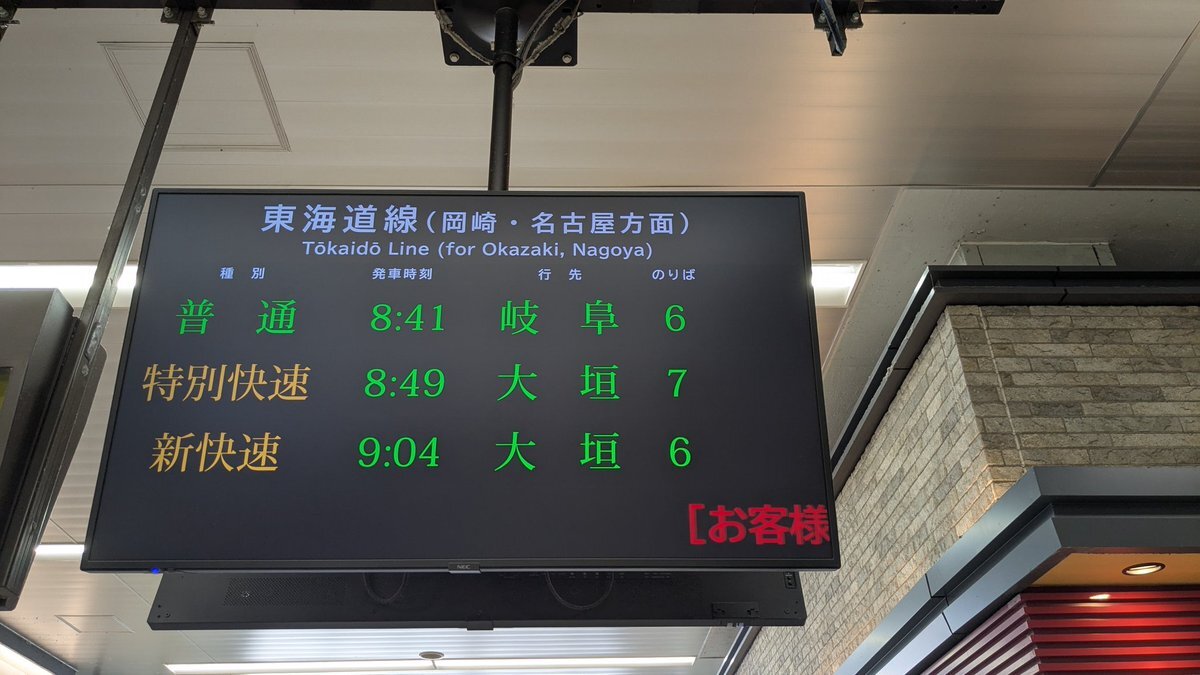 東海道線(岡崎・名古屋方面)
Tōkaidō Line (for Okazaki, Nagoya)
種 別 発車時刻 行 先 のりば
普 通 8:41 岐 阜 6
特別快速 8:49 大 垣 7
新快速 9:04 大 垣 6
[お客様
NEC